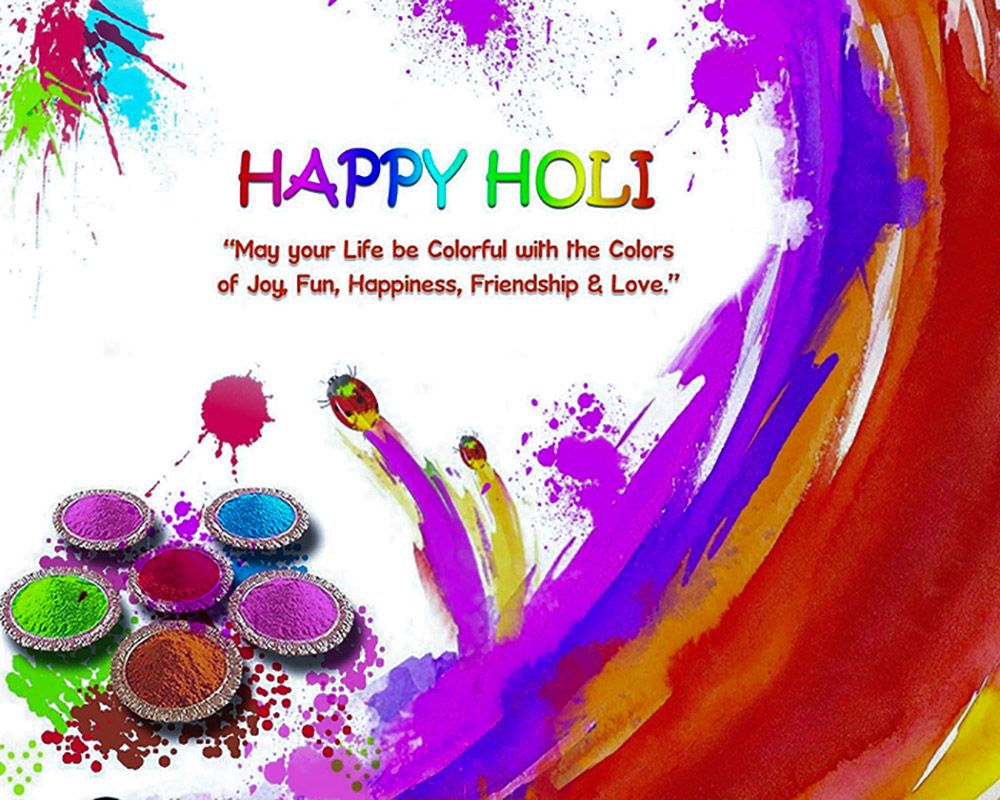 HAPPY HOLI
“May your Life be Colorful with the Colors
of Joy, Fun, Happiness, Friendship & Love.”